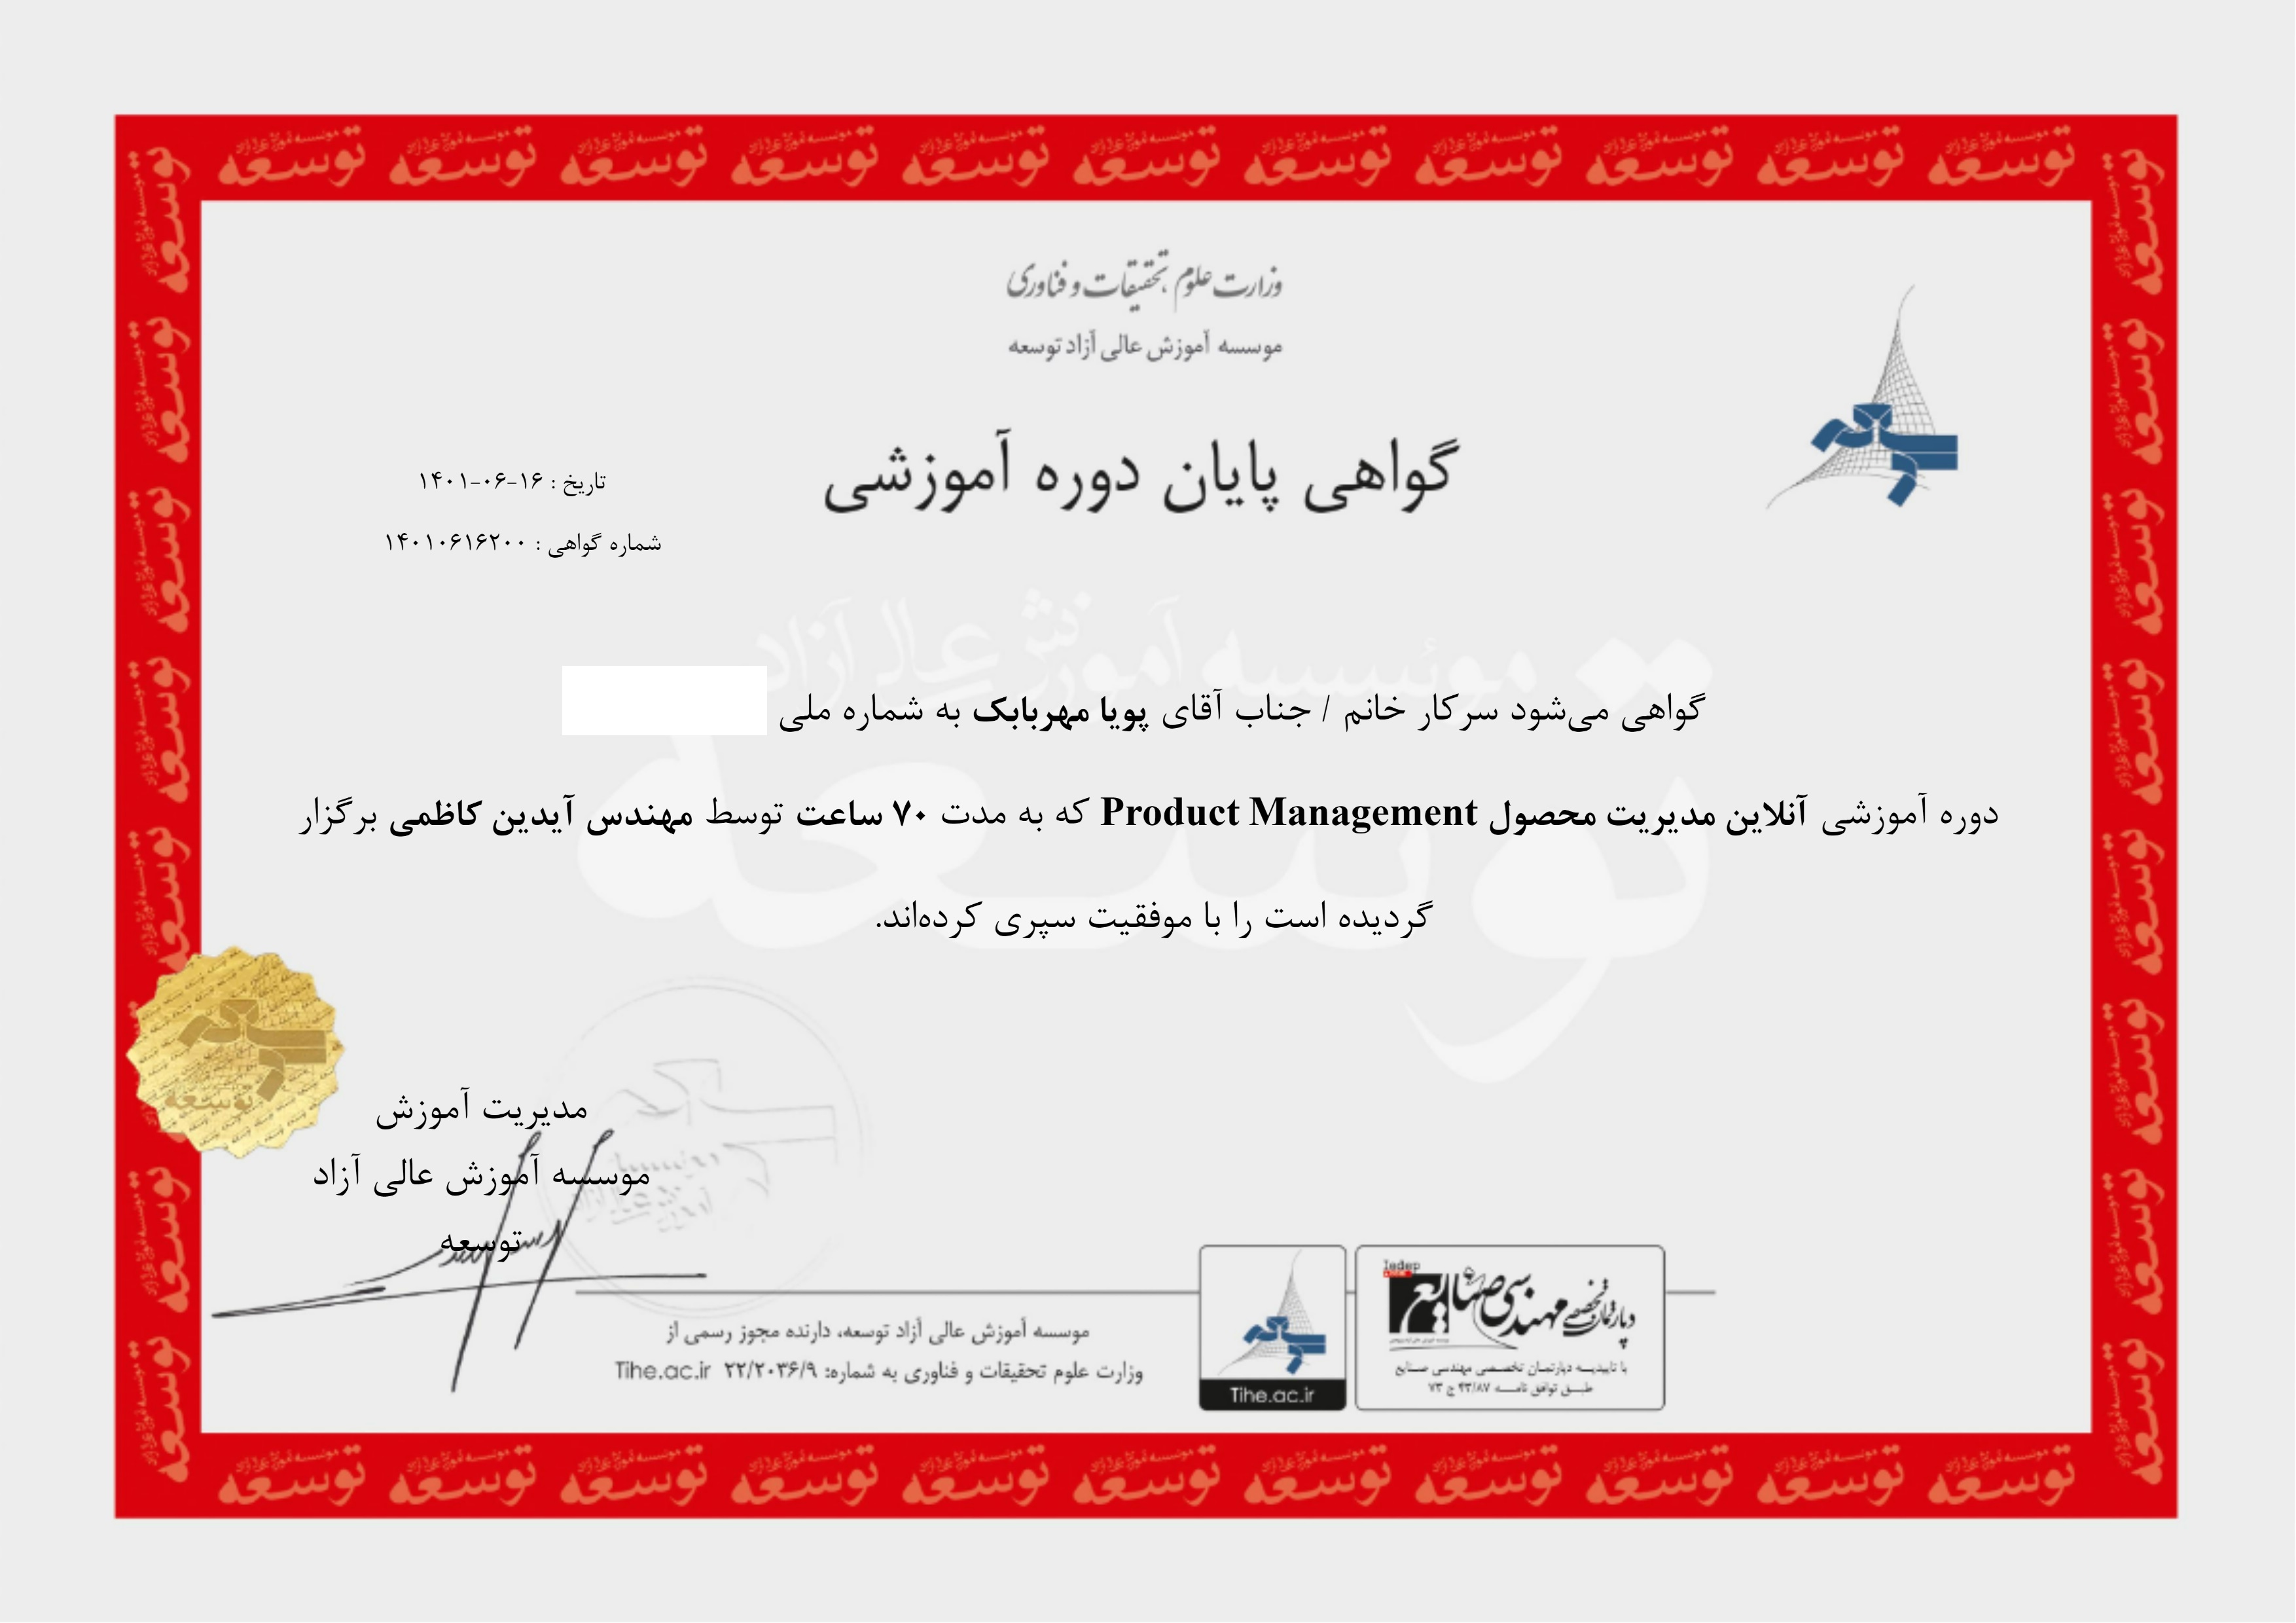 وزارت علوم، تحقیقات و فناوری
موسسه آموزش عالی آزاد توسعه
گواهی پایان دوره آموزشی
تاریخ : ۱۶-۰۶-۱۴۰۱
شماره گواهی : ۱۴۰۱۰۶۱۶۲۰۰
موئسسه آموزش عالی آزاد
توسعه
گواهی می‌شود سرکار خانم / جناب آقای پویا مهربابک به شماره ملی
دوره آموزشی آنلاین مدیریت محصول Product Management که به مدت ۷۰ ساعت توسط مهندس آیدین کاظمی برگزار
گردیده است را با موفقیت سپری کرده‌اند.
توسعه
مدیریت آموزش
موسسه آموزش عالی آزاد
توسعه
موسسه آموزش عالی آزاد توسعه، دارنده مجوز رسمی از
وزارت علوم تحقیقات و فناوری به شماره: ۲۲/۲۰۳۶/۹ Tihe.ac.ir
Tihe.ac.ir
Iedep
دپارتمان تخصصی مهندسی صنایع
با تاییدیه دپارتمان تخصصی مهندسی صنایع
طبق توافق نامه ۴۳/۸۷ ج ۷۳